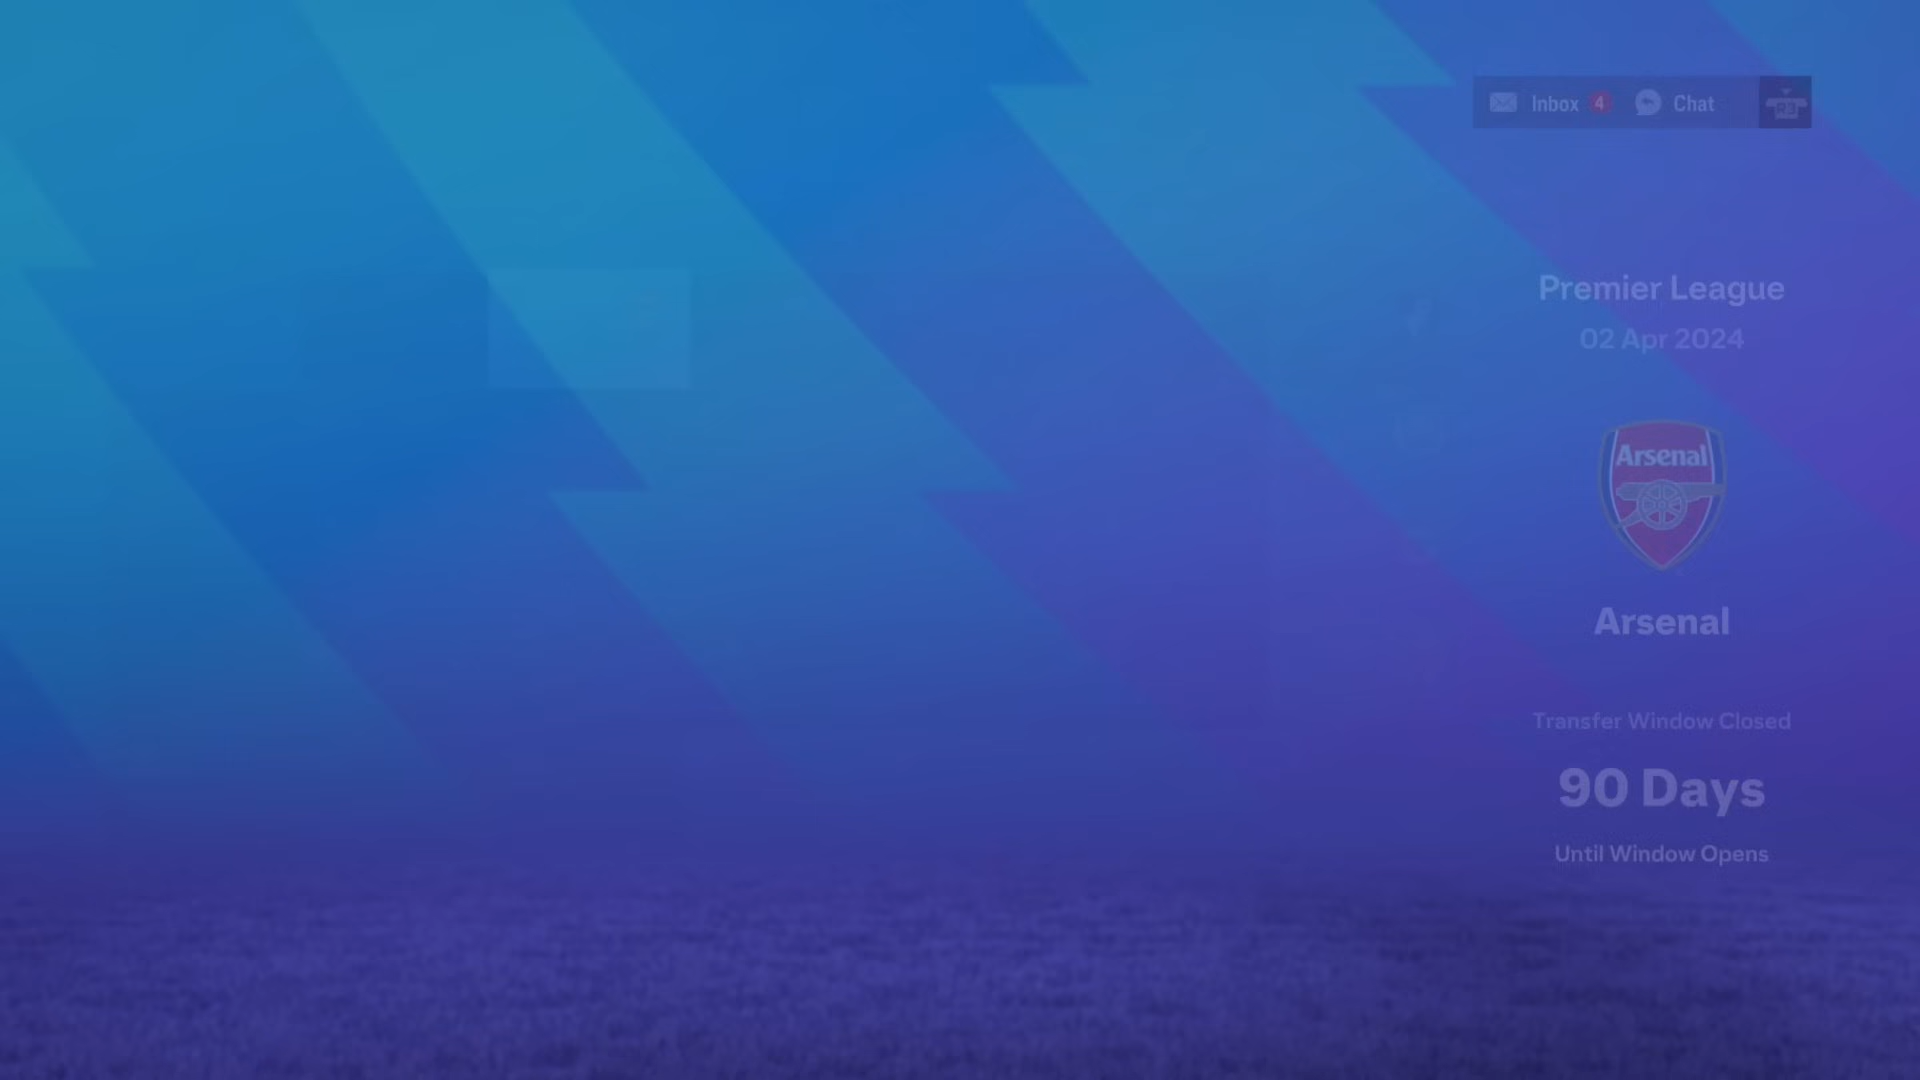 Inbox 4 Chat
Premier League
02 Apr 2024
Arsenal
Arsenal
Transfer Window Closed
90 Days
Until Window Opens